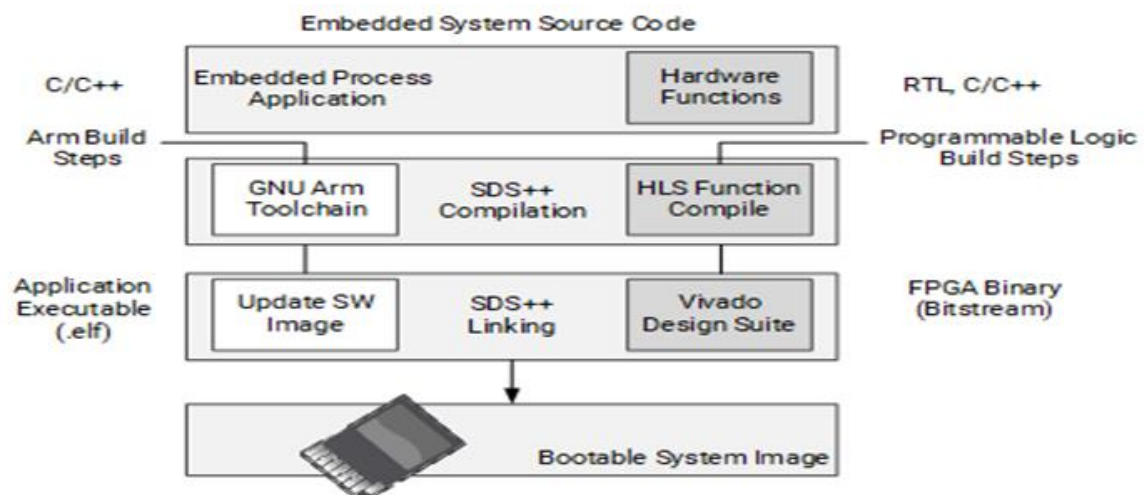 Embedded System Source Code
C/C++
Embedded Process
Application
Hardware
Functions
RTL, C/C++
Arm Build
Steps
Programmable Logic
Build Steps
GNU Arm
Toolchain
SDS++
Compilation
HLS Function
Compile
Application
Executable
(.elf)
Update SW
Image
SDS++
Linking
Vivado
Design Suite
FPGA Binary
(Bitstream)
Bootable System Image